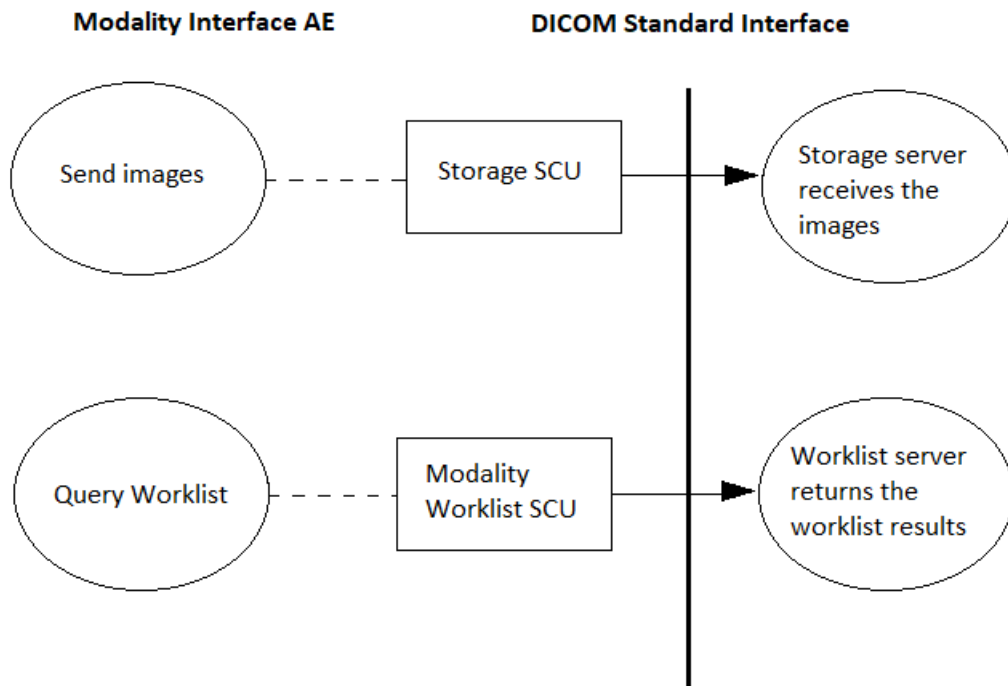 Modality Interface AE
DICOM Standard Interface
Send images
Storage SCU
Storage server
receives the
images
Query Worklist
Modality
Worklist SCU
Worklist server
returns the
worklist results